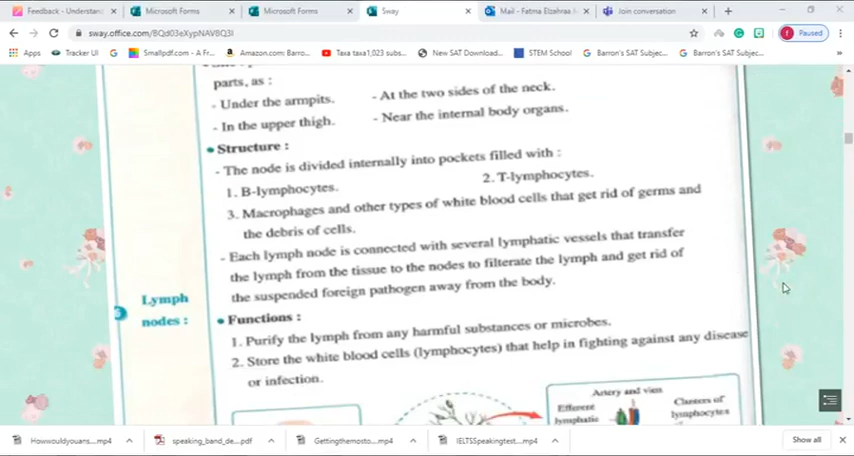 Feedback - Understand
Microsoft Forms
Microsoft Forms
Sway
Mail - Fatma Elzahraa
Join conversation
sway.office.com/8Qd03eXypNAV8Q3I
Paused
Apps
Tracker UI
Smallpdf.com - A Fr...
Amazon.com: Barro...
Taxa taxa1,023 subs...
New SAT Download...
STEM School
Barron's SAT Subjec...
Barron's SAT Subjec...
parts, as :
- Under the armpits.
- At the two sides of the neck.
- In the upper thigh.
- Near the internal body organs.
• Structure :
- The node is divided internally into pockets filled with :
1. B-lymphocytes.
2. T-lymphocytes.
3. Macrophages and other types of white blood cells that get rid of germs and
the debris of cells.
- Each lymph node is connected with several lymphatic vessels that transfer
the lymph from the tissue to the nodes to filterate the lymph and get rid of
the suspended foreign pathogen away from the body.
3 Lymph
nodes :
• Functions :
1. Purify the lymph from any harmful substances or microbes.
2. Store the white blood cells (lymphocytes) that help in fighting against any disease
or infection.
Artery and vien
Efferent
lymphatic
Clusters of
lymphocytes
Howwouldyouans....mp4
speaking_band_de....pdf
Gettingthemosto....mp4
IELTSSpeakingtest....mp4
Show all